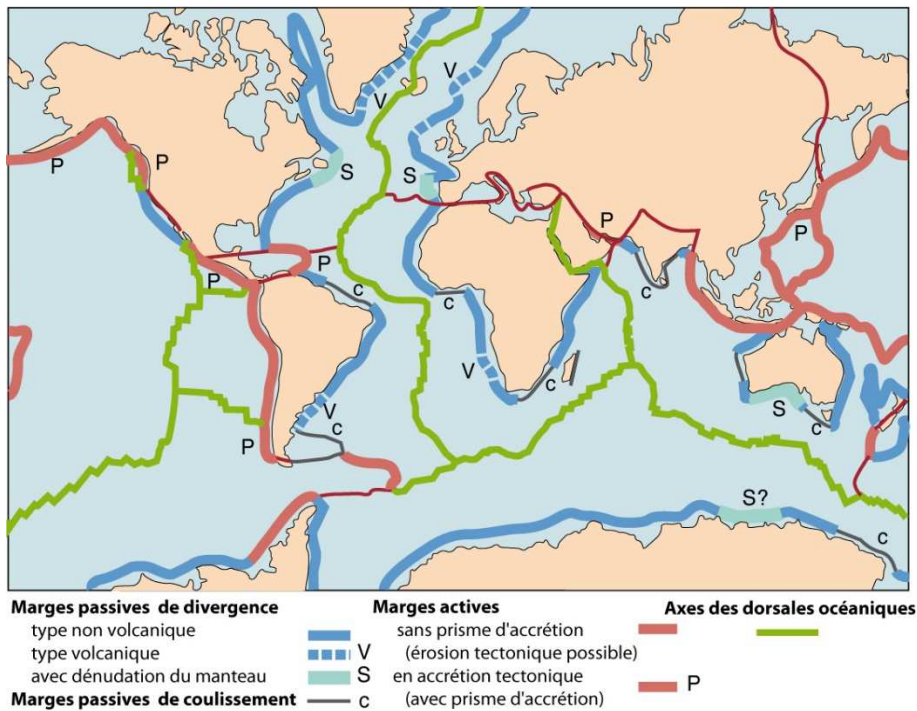 V
V
P
P
S
S
P
P
P
P
c
c
c
V
c
V
c
S
c
P
S?
c
Marges passives de divergence
type non volcanique
type volcanique
V
avec dénudation du manteau
S
Marges passives de coulissement
c
Marges actives
sans prisme d'accrétion
(érosion tectonique possible)
en accrétion tectonique
P
(avec prisme d'accrétion)
Axes des dorsales océaniques